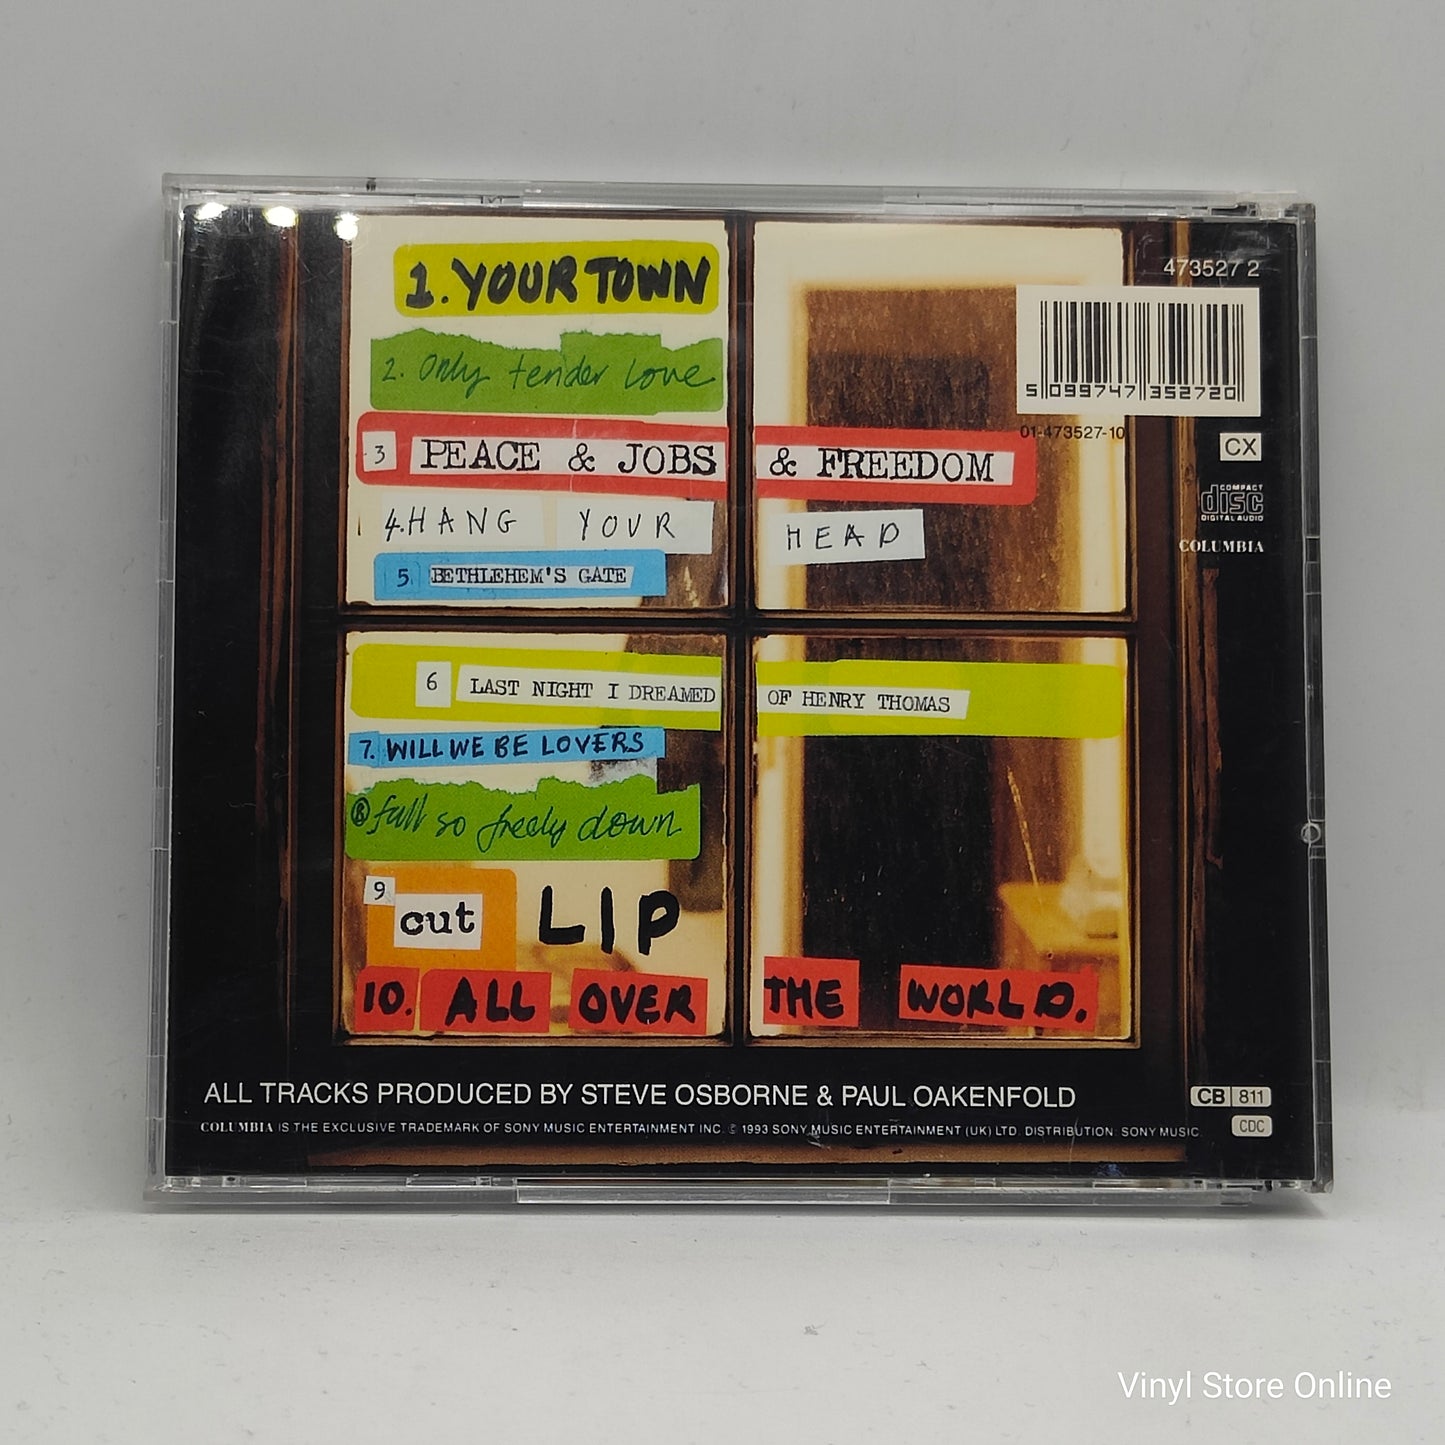 1. YOUR TOWN
2. Only tender love
3 PEACE & JOBS & FREEDOM
4. HANG YOUR HEAD
5 BETHLEHEM'S GATE
6 LAST NIGHT I DREAMED OF HENRY THOMAS
7. WILL WE BE LOVERS
8 fall so freely down
9 cut LIP
10. ALL OVER THE WORLD.
473527 2
5 099747 352720
01-473527-10
CX
COMPACT
disc
DIGITAL AUDIO
COLUMBIA
ALL TRACKS PRODUCED BY STEVE OSBORNE & PAUL OAKENFOLD
CB 811
COLUMBIA IS THE EXCLUSIVE TRADEMARK OF SONY MUSIC ENTERTAINMENT INC. © 1993 SONY MUSIC ENTERTAINMENT (UK) LTD. DISTRIBUTION: SONY MUSIC.
CDC
Vinyl Store Online